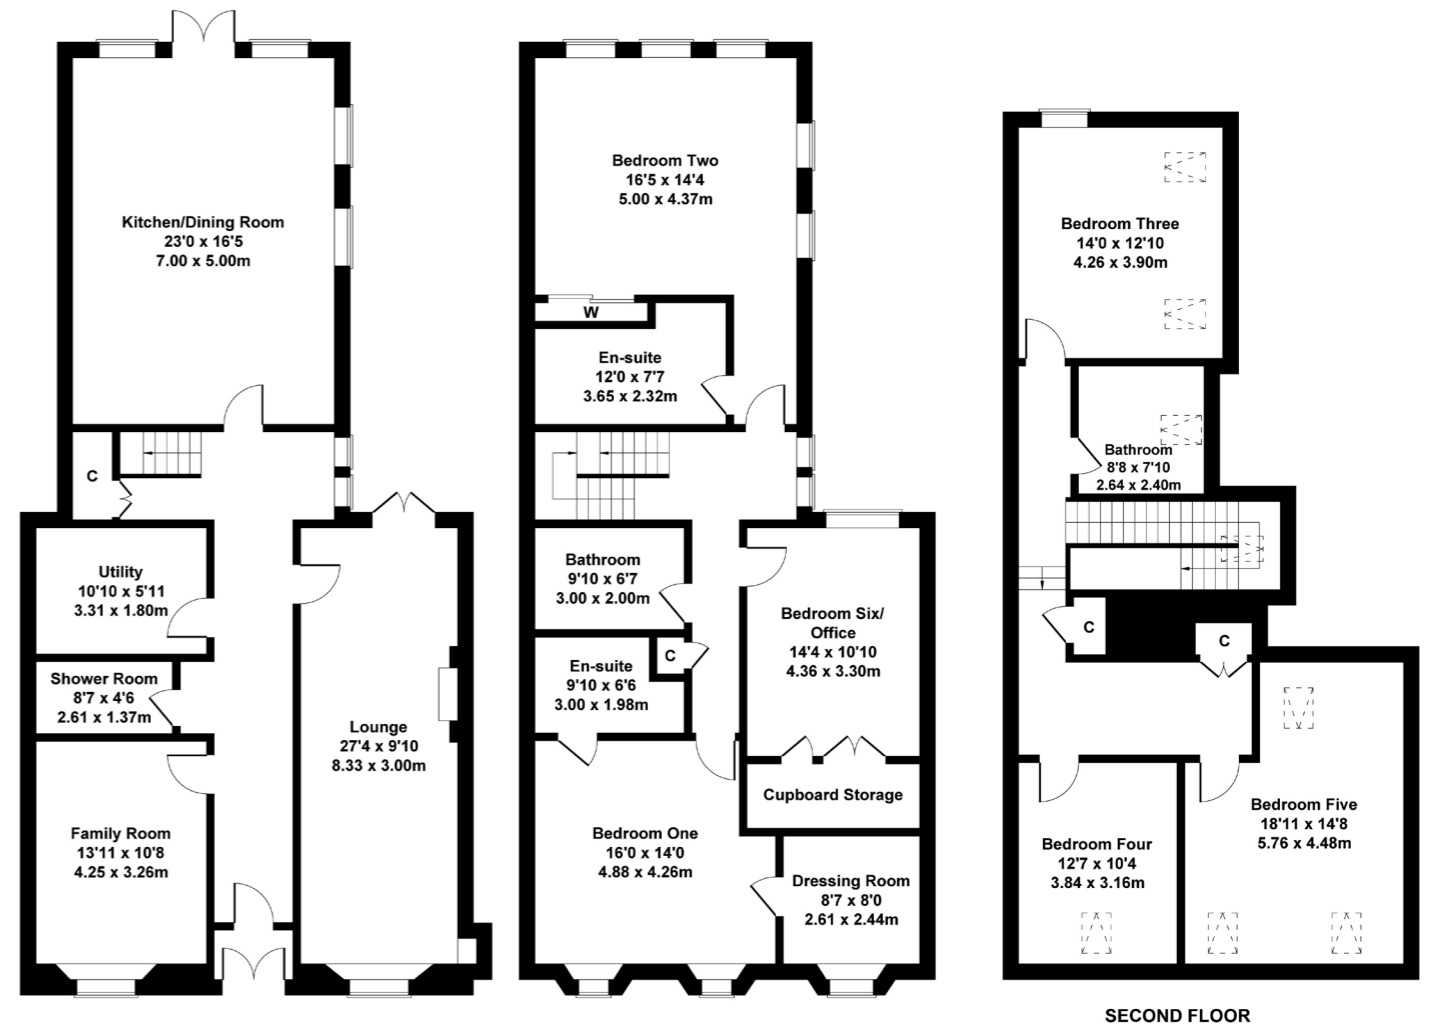 Kitchen/Dining Room
23'0 x 16'5
7.00 x 5.00m
C
Utility
10'10 x 5'11
3.31 x 1.80m
Shower Room
8'7 x 4'6
2.61 x 1.37m
Lounge
27'4 x 9'10
8.33 x 3.00m
Family Room
13'11 x 10'8
4.25 x 3.26m
Bedroom Two
16'5 x 14'4
5.00 x 4.37m
W
En-suite
12'0 x 7'7
3.65 x 2.32m
Bathroom
9'10 x 6'7
3.00 x 2.00m
Bedroom Six/
Office
14'4 x 10'10
4.36 x 3.30m
C
En-suite
9'10 x 6'6
3.00 x 1.98m
Cupboard Storage
Bedroom One
16'0 x 14'0
4.88 x 4.26m
Dressing Room
8'7 x 8'0
2.61 x 2.44m
Bedroom Three
14'0 x 12'10
4.26 x 3.90m
Bathroom
8'8 x 7'10
2.64 x 2.40m
C
C
Bedroom Five
18'11 x 14'8
5.76 x 4.48m
Bedroom Four
12'7 x 10'4
3.84 x 3.16m
SECOND FLOOR